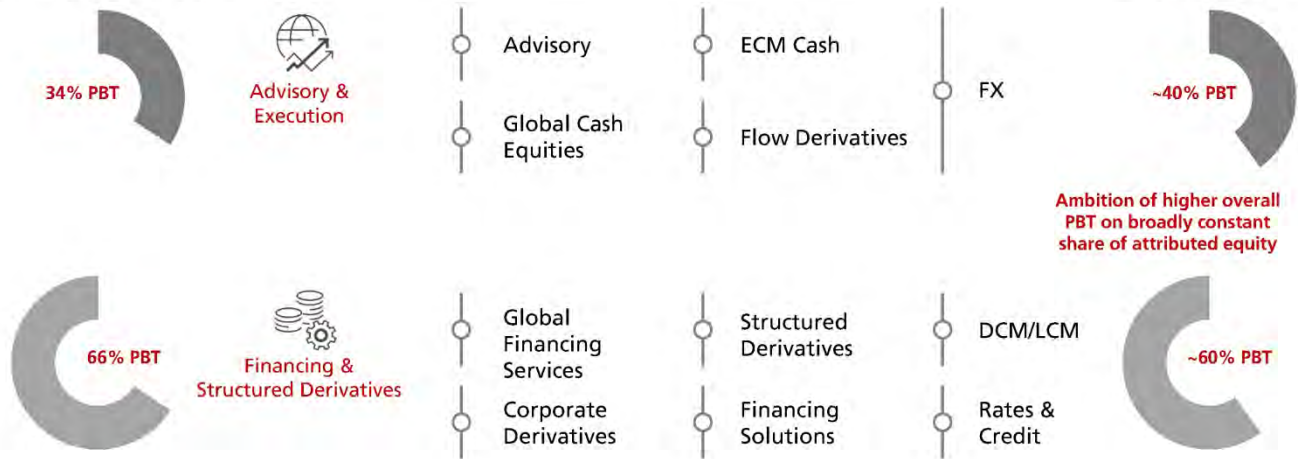 34% PBT
Advisory &
Execution
Advisory
Global Cash
Equities
ECM Cash
Flow Derivatives
FX
~40% PBT
Ambition of higher overall
PBT on broadly constant
share of attributed equity
66% PBT
Financing &
Structured Derivatives
Global
Financing
Services
Corporate
Derivatives
Structured
Derivatives
Financing
Solutions
DCM/LCM
Rates &
Credit
~60% PBT